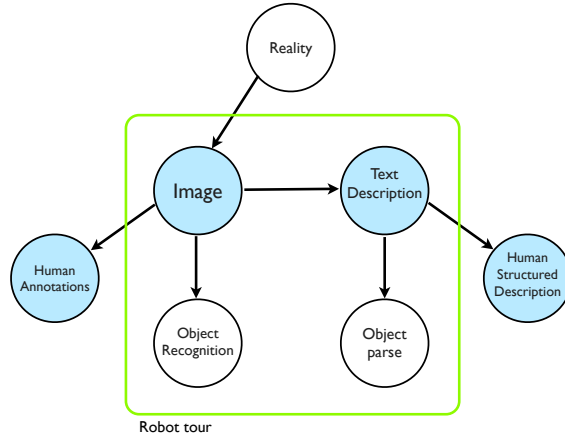 Reality
Image
Text
Description
Human
Annotations
Human
Structured
Description
Object
Recognition
Object
parse
Robot tour